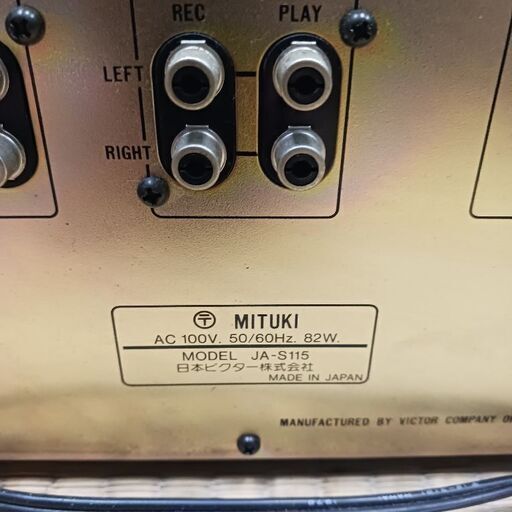 REC PLAY
LEFT
RIGHT
〶 MITUKI
AC 100V. 50/60Hz. 82W.
MODEL JA-S115
日本ビクター株式会社
MADE IN JAPAN
MANUFACTURED BY VICTOR COMPANY